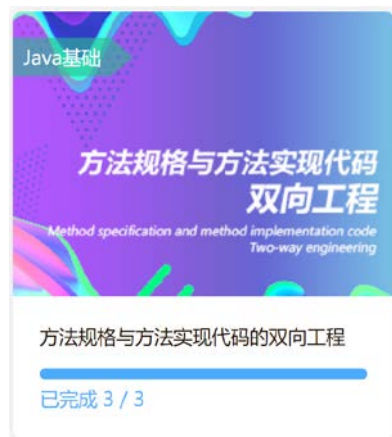 Java基础
方法规格与方法实现代码
双向工程
Method specification and method implementation code
Two-way engineering
方法规格与方法实现代码的双向工程
已完成 3 / 3